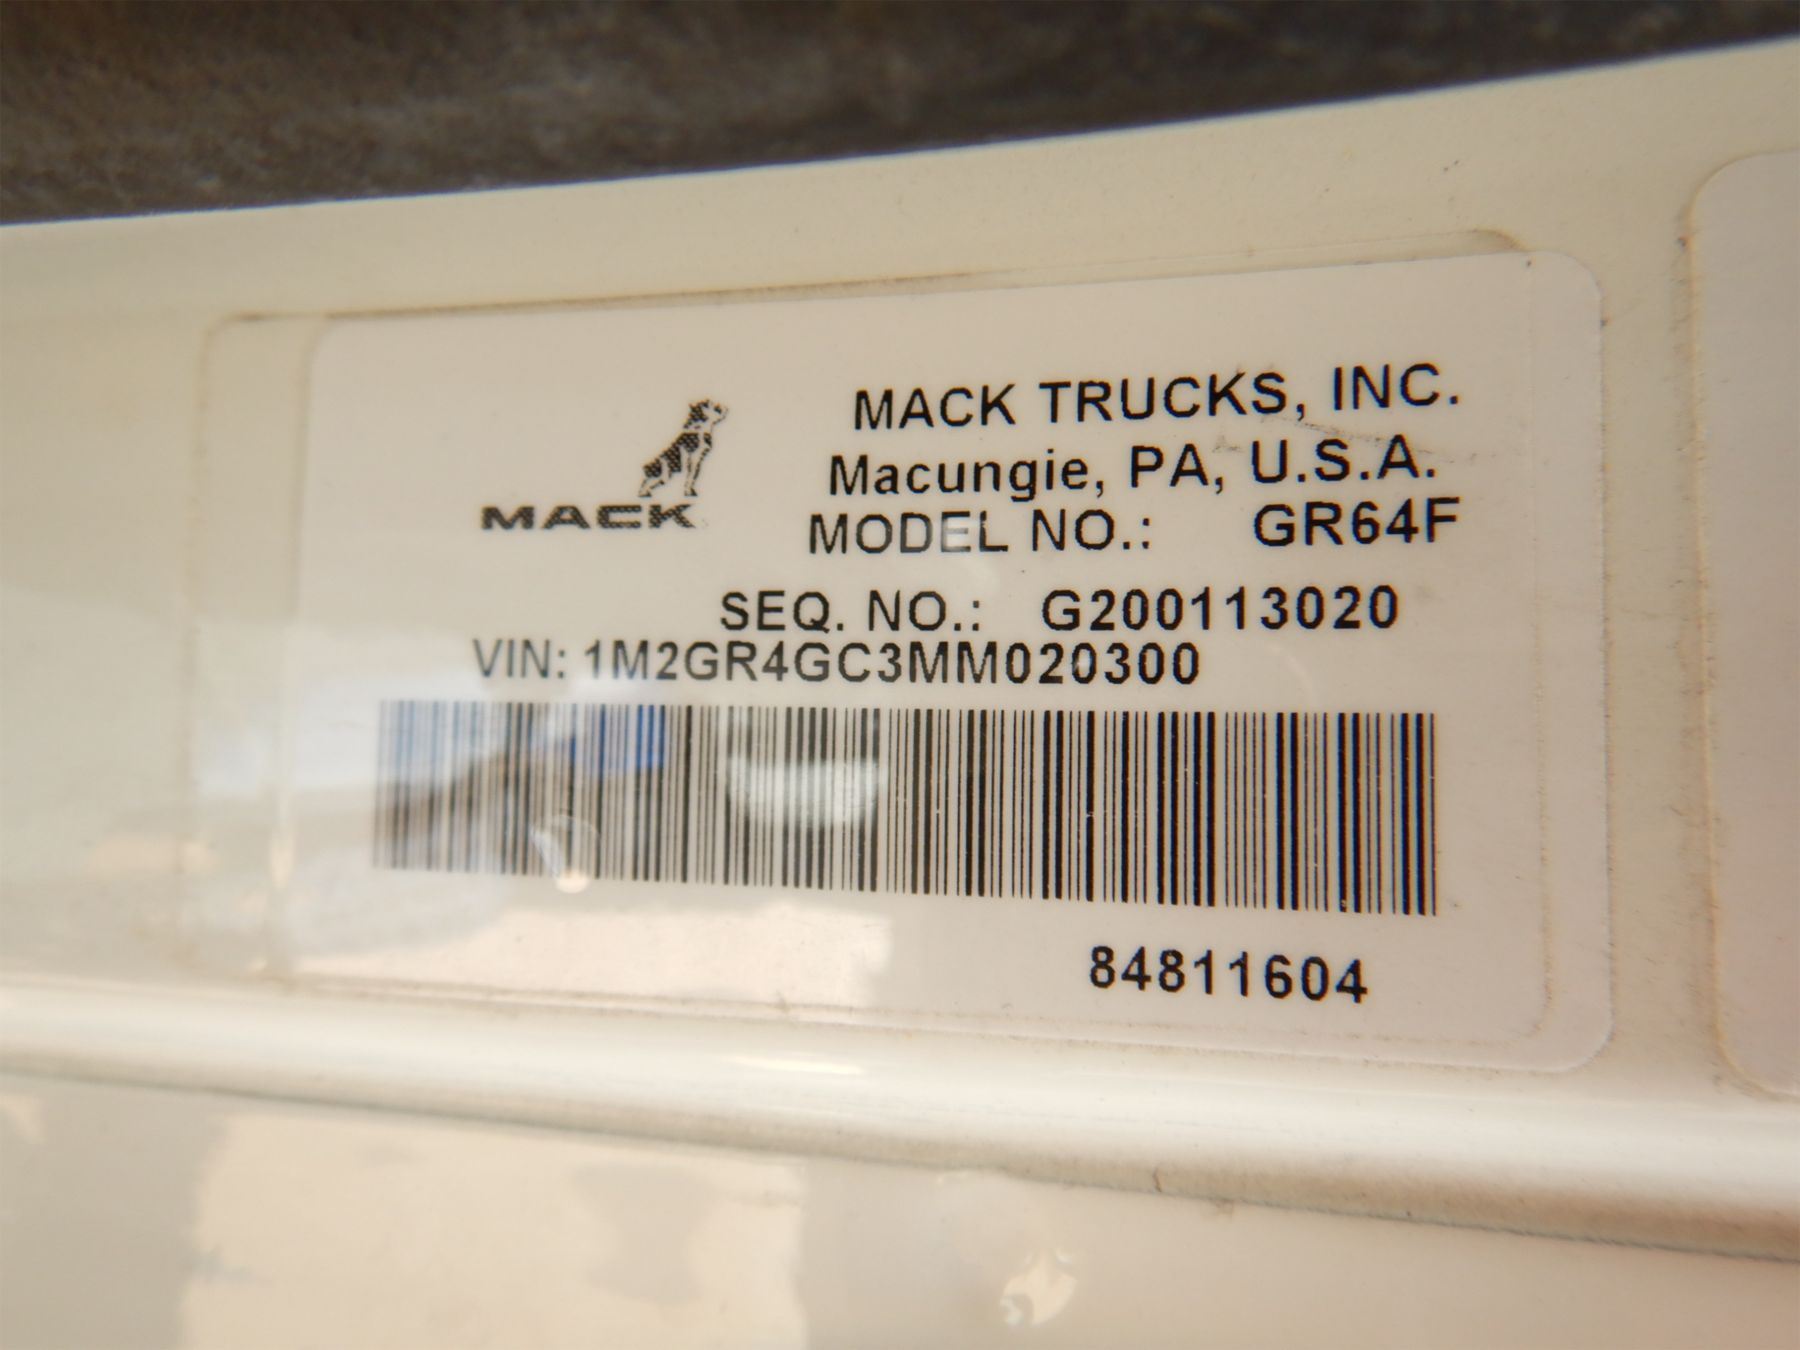 MACK
MACK TRUCKS, INC.
Macungie, PA, U.S.A.
MODEL NO.: GR64F
SEQ. NO.: G200113020
VIN: 1M2GR4GC3MM020300
84811604